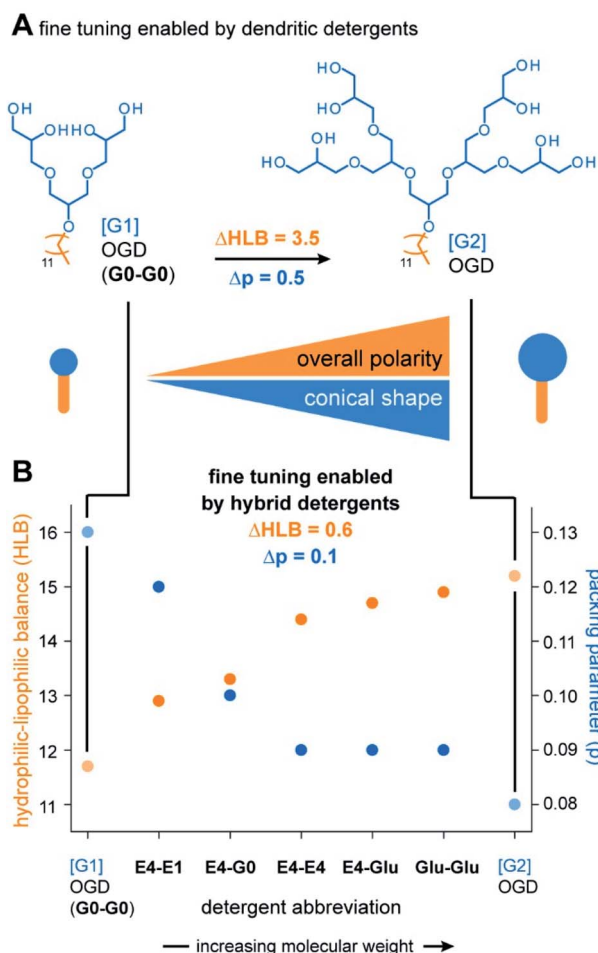 A fine tuning enabled by dendritic detergents
HO
OH
OH HO
OH
O
O
O
11
[G1]
OGD
(G0-G0)
ΔHLB = 3.5
Δp = 0.5
HO
HO
OH
OH
HO
HO
OH
OH
O
O
O
O
O
O
O
11
[G2]
OGD
overall polarity
conical shape
B
fine tuning enabled
by hybrid detergents
ΔHLB = 0.6
Δp = 0.1
hydrophilic-lipophilic balance (HLB)
16
15
14
13
12
11
0.13
0.12
0.11
0.10
0.09
0.08
packing parameter (p)
[G1]
OGD
(G0-G0)
E4-E1
E4-G0
E4-E4
E4-Glu
Glu-Glu
[G2]
OGD
detergent abbreviation
increasing molecular weight